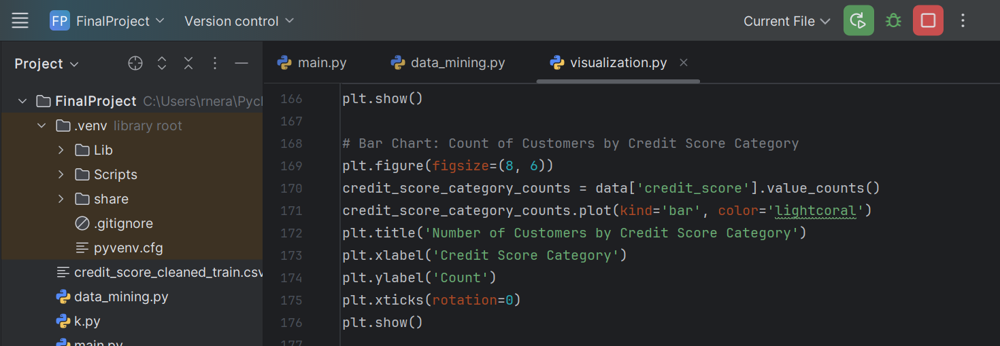 FP FinalProject Version control Current File
Project
main.py data_mining.py visualization.py
FinalProject C:\Users\rnera\Pycl
.venv library root
Lib
Scripts
share
.gitignore
pyvenv.cfg
credit_score_cleaned_train.csv
data_mining.py
k.py
main.py
166 plt.show()
167
168 # Bar Chart: Count of Customers by Credit Score Category
169 plt.figure(figsize=(8, 6))
170 credit_score_category_counts = data['credit_score'].value_counts()
171 credit_score_category_counts.plot(kind='bar', color='lightcoral')
172 plt.title('Number of Customers by Credit Score Category')
173 plt.xlabel('Credit Score Category')
174 plt.ylabel('Count')
175 plt.xticks(rotation=0)
176 plt.show()
177